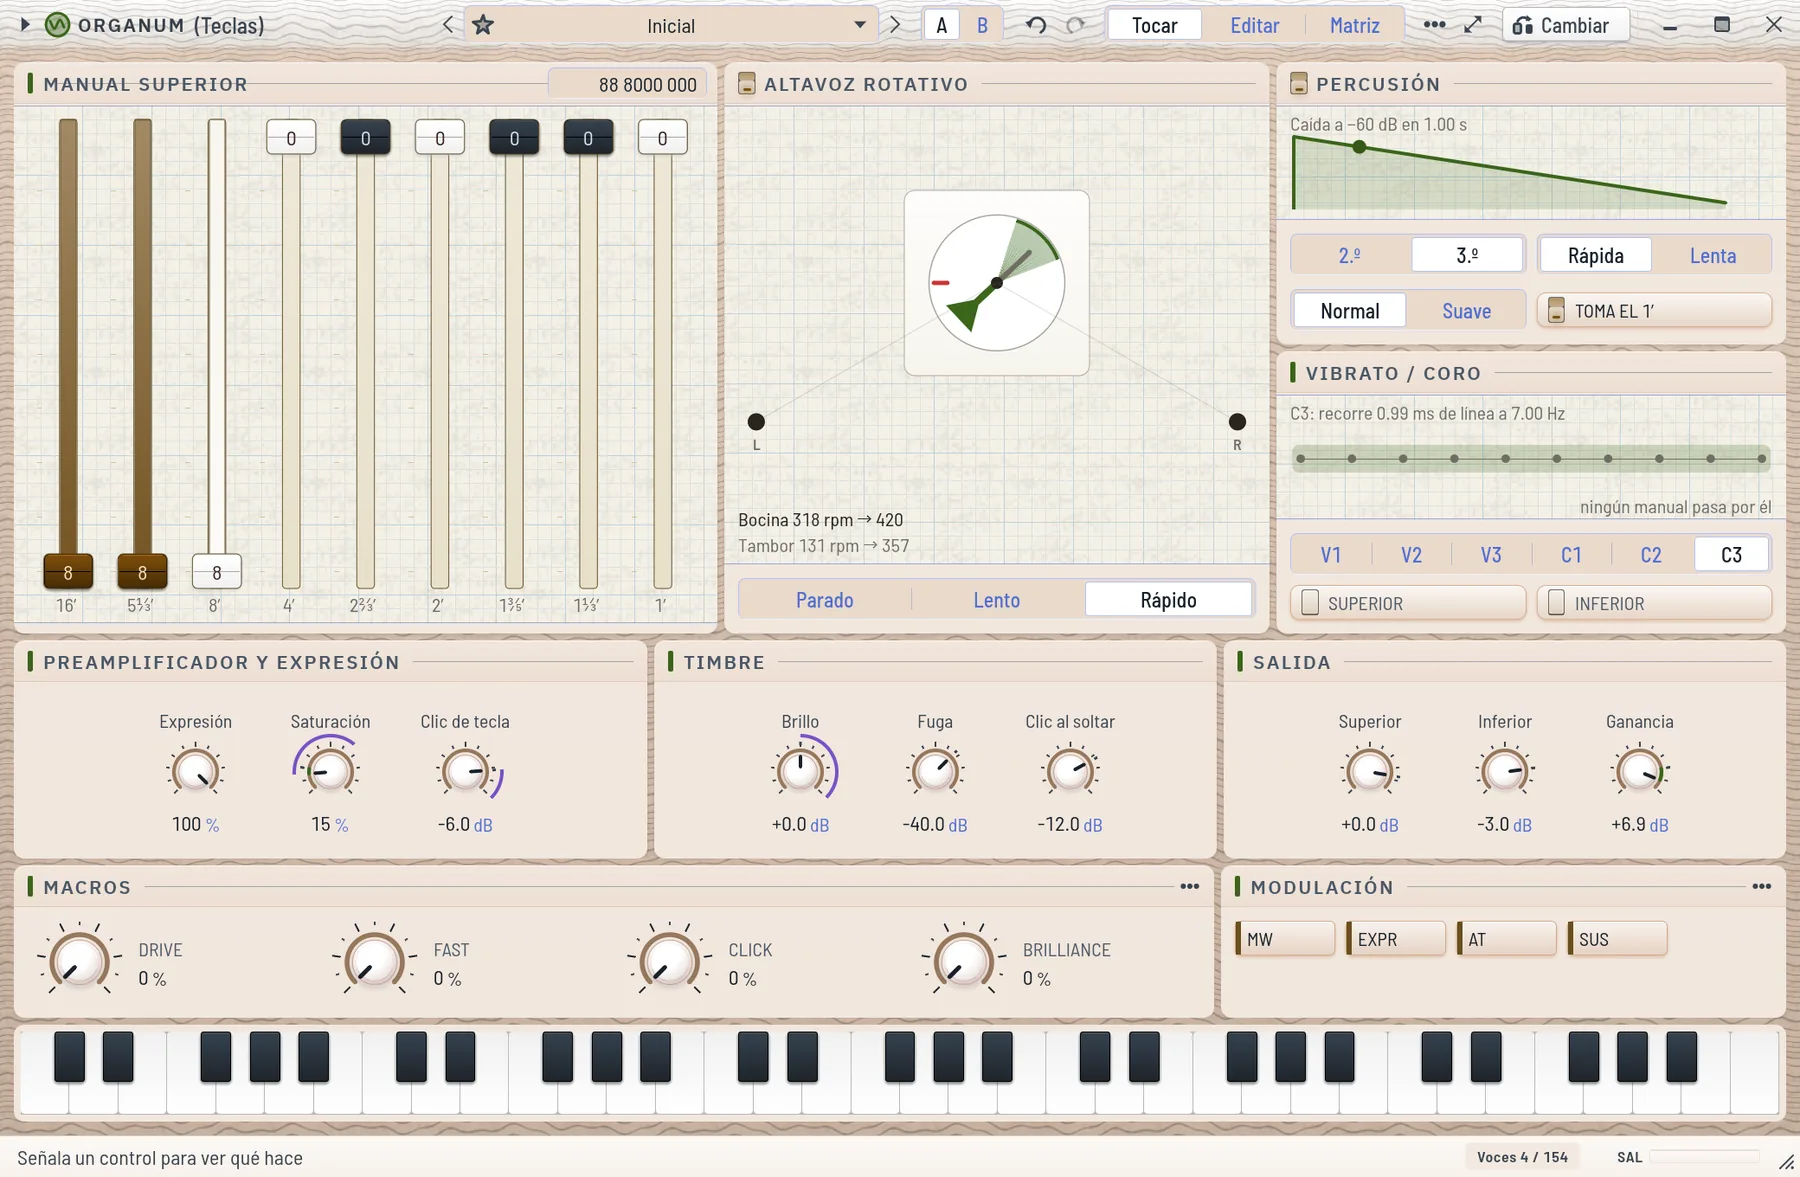 ORGANUM (Teclas)
Inicial
A B
Tocar Editar Matriz
Cambiar
MANUAL SUPERIOR
88 8000 000
8 8 8 0 0 0 0 0 0
16′ 5⅓′ 8′ 4′ 2⅔′ 2′ 1⅗′ 1⅓′ 1′
ALTAVOZ ROTATIVO
L R
Bocina 318 rpm → 420
Tambor 131 rpm → 357
Parado Lento Rápido
PERCUSIÓN
Caída a −60 dB en 1.00 s
2.º 3.º Rápida Lenta
Normal Suave TOMA EL 1′
VIBRATO / CORO
C3: recorre 0.99 ms de línea a 7.00 Hz
ningún manual pasa por él
V1 V2 V3 C1 C2 C3
SUPERIOR INFERIOR
PREAMPLIFICADOR Y EXPRESIÓN
Expresión Saturación Clic de tecla
100 % 15 % -6.0 dB
TIMBRE
Brillo Fuga Clic al soltar
+0.0 dB -40.0 dB -12.0 dB
SALIDA
Superior Inferior Ganancia
+0.0 dB -3.0 dB +6.9 dB
MACROS
DRIVE
0 %
FAST
0 %
CLICK
0 %
BRILLIANCE
0 %
MODULACIÓN
MW EXPR AT SUS
Señala un control para ver qué hace
Voces 4 / 154
SAL